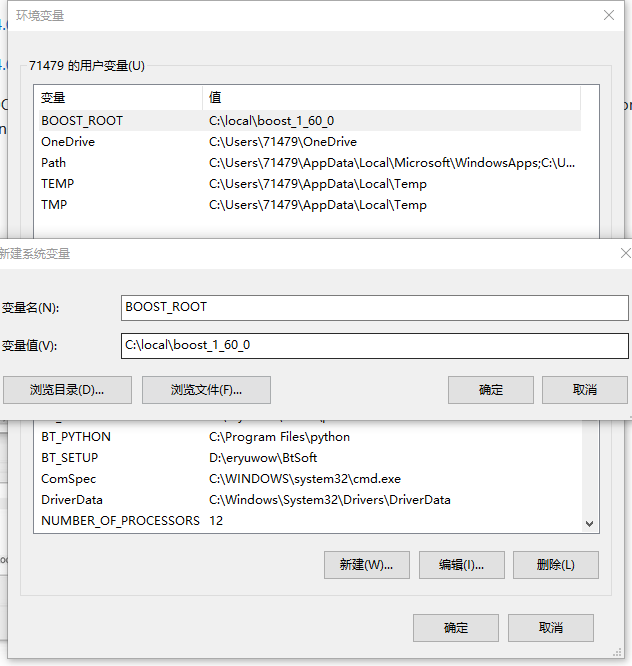 环境变量
71479 的用户变量(U)
变量 值
BOOST_ROOT C:\local\boost_1_60_0
OneDrive C:\Users\71479\OneDrive
Path C:\Users\71479\AppData\Local\Microsoft\WindowsApps;C:\U...
TEMP C:\Users\71479\AppData\Local\Temp
TMP C:\Users\71479\AppData\Local\Temp
新建系统变量
变量名(N): BOOST_ROOT
变量值(V): C:\local\boost_1_60_0
浏览目录(D)... 浏览文件(F)... 确定 取消
BT_PYTHON C:\Program Files\python
BT_SETUP D:\eryuwow\BtSoft
ComSpec C:\WINDOWS\system32\cmd.exe
DriverData C:\Windows\System32\Drivers\DriverData
NUMBER_OF_PROCESSORS 12
新建(W)... 编辑(I)... 删除(L)
确定 取消